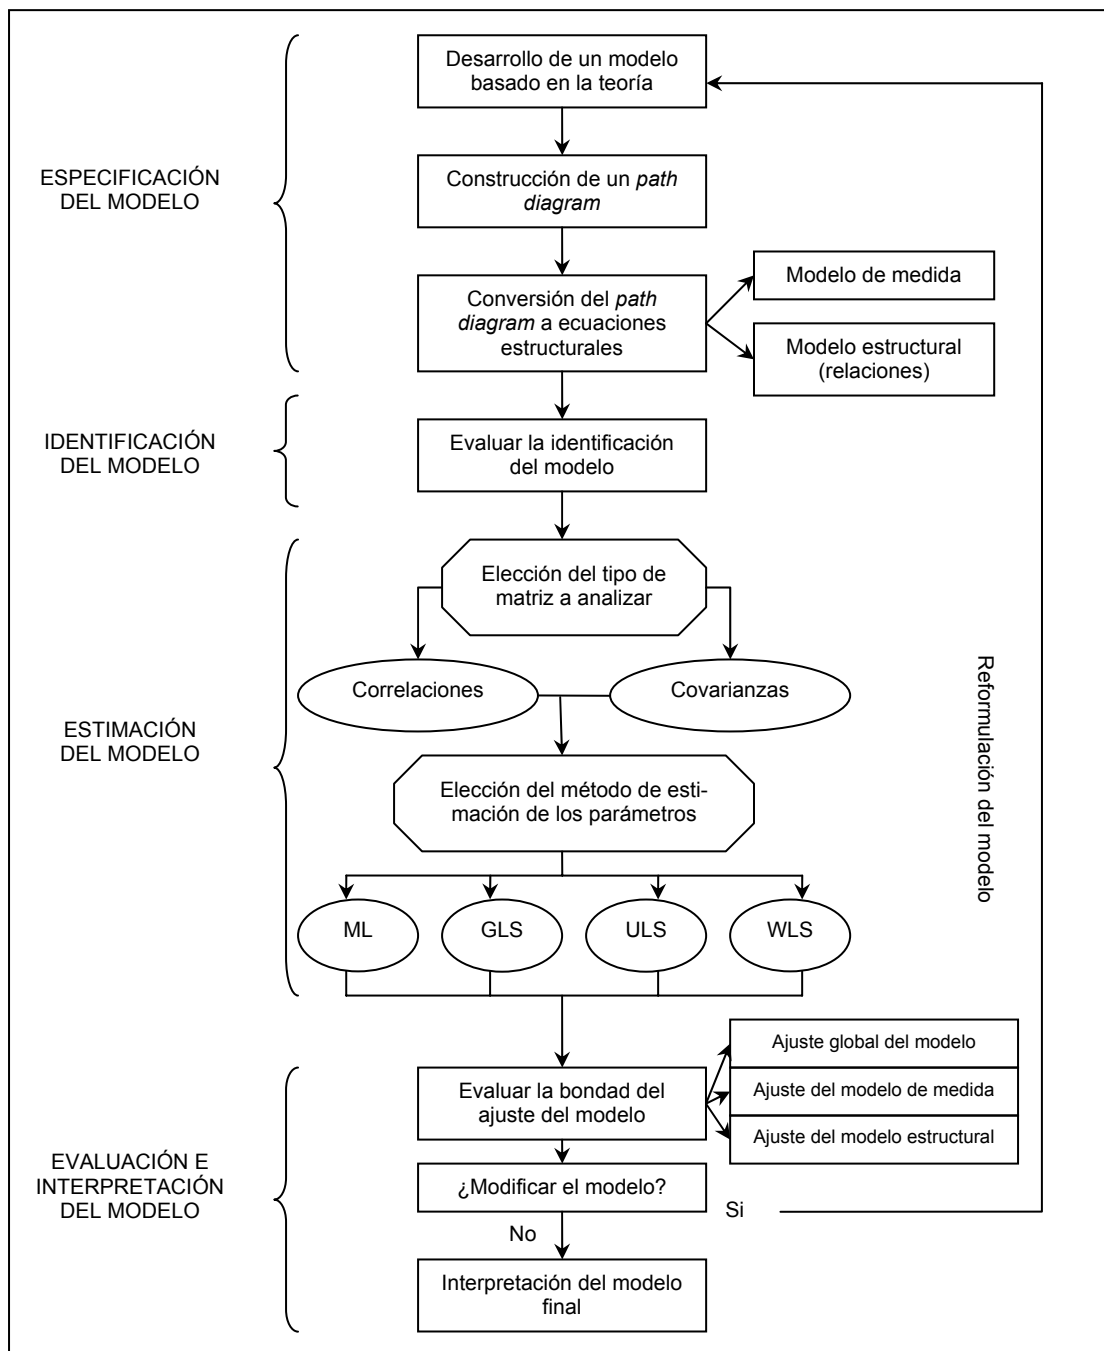 Desarrollo de un modelo
basado en la teoría
ESPECIFICACIÓN
DEL MODELO
Construcción de un path
diagram
Conversión del path
diagram a ecuaciones
estructurales
Modelo de medida
Modelo estructural
(relaciones)
IDENTIFICACIÓN
DEL MODELO
Evaluar la identificación
del modelo
Elección del tipo de
matriz a analizar
Correlaciones
Covarianzas
ESTIMACIÓN
DEL MODELO
Elección del método de esti-
mación de los parámetros
ML
GLS
ULS
WLS
Reformulación del modelo
Evaluar la bondad del
ajuste del modelo
Ajuste global del modelo
Ajuste del modelo de medida
Ajuste del modelo estructural
EVALUACIÓN E
INTERPRETACIÓN
DEL MODELO
¿Modificar el modelo?
Si
No
Interpretación del modelo
final